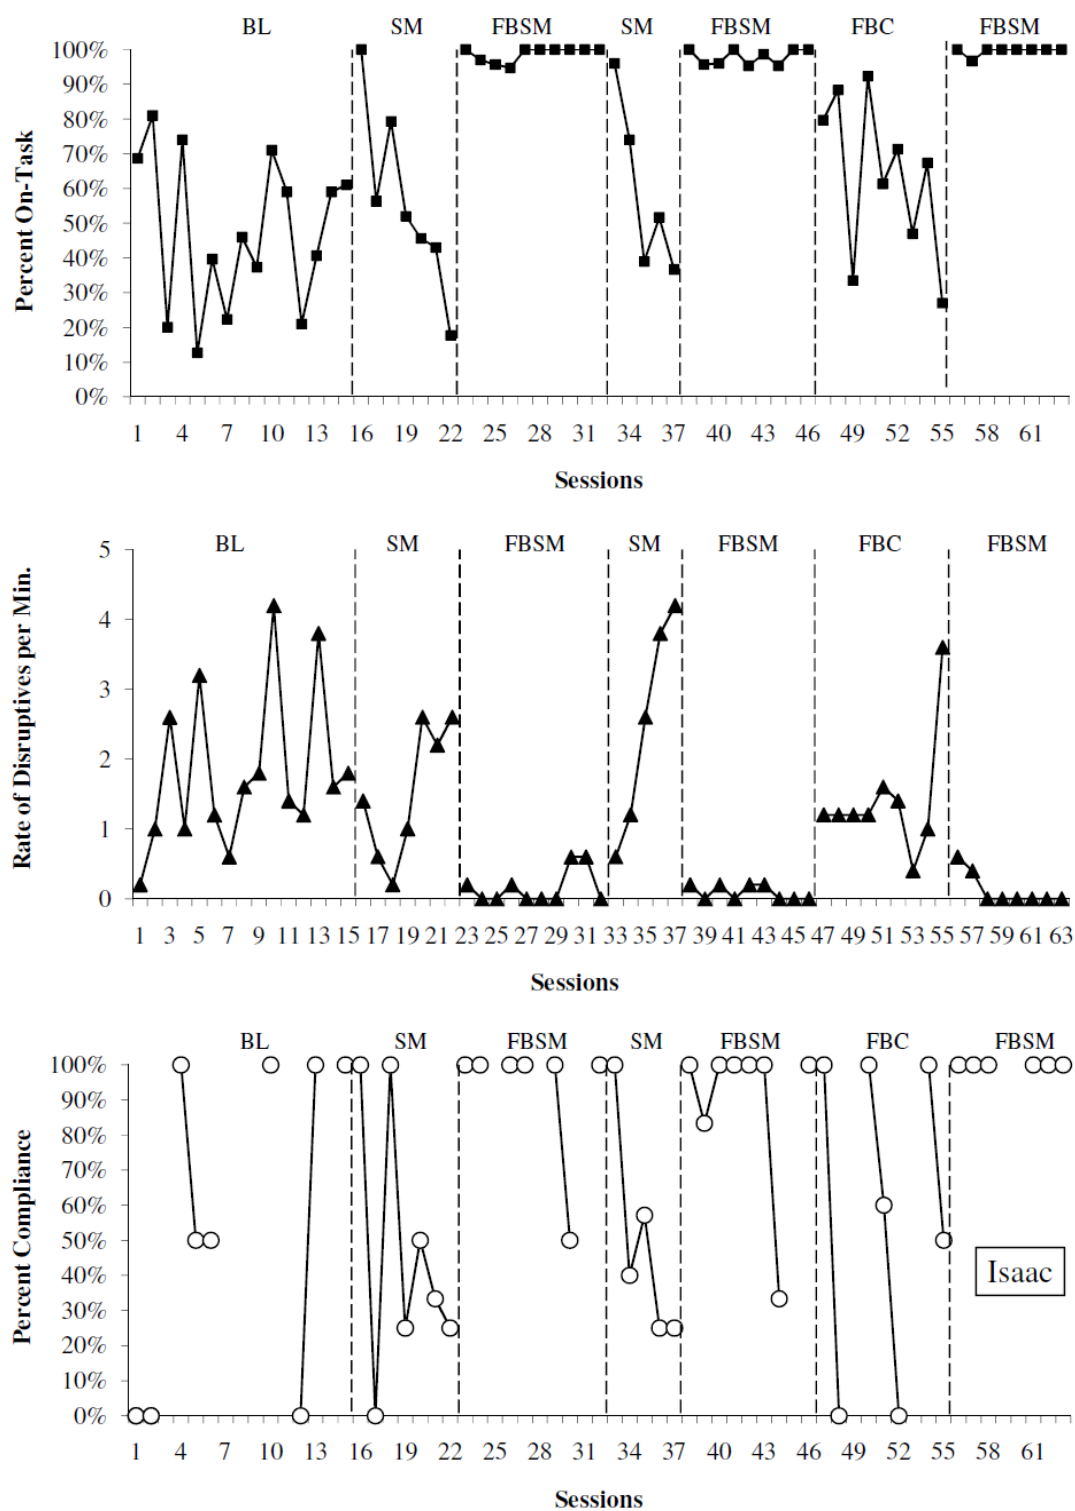 BL SM FBSM SM FBSM FBC FBSM
100%
90%
80%
70%
60%
50%
40%
30%
20%
10%
0%
Percent On-Task
1 4 7 10 13 16 19 22 25 28 31 34 37 40 43 46 49 52 55 58 61
Sessions
BL SM FBSM SM FBSM FBC FBSM
5
4
3
2
1
0
Rate of Disruptives per Min.
1 3 5 7 9 11 13 15 17 19 21 23 25 27 29 31 33 35 37 39 41 43 45 47 49 51 53 55 57 59 61 63
Sessions
BL SM FBSM SM FBSM FBC FBSM
100%
90%
80%
70%
60%
50%
40%
30%
20%
10%
0%
Percent Compliance
Isaac
1 4 7 10 13 16 19 22 25 28 31 34 37 40 43 46 49 52 55 58 61
Sessions